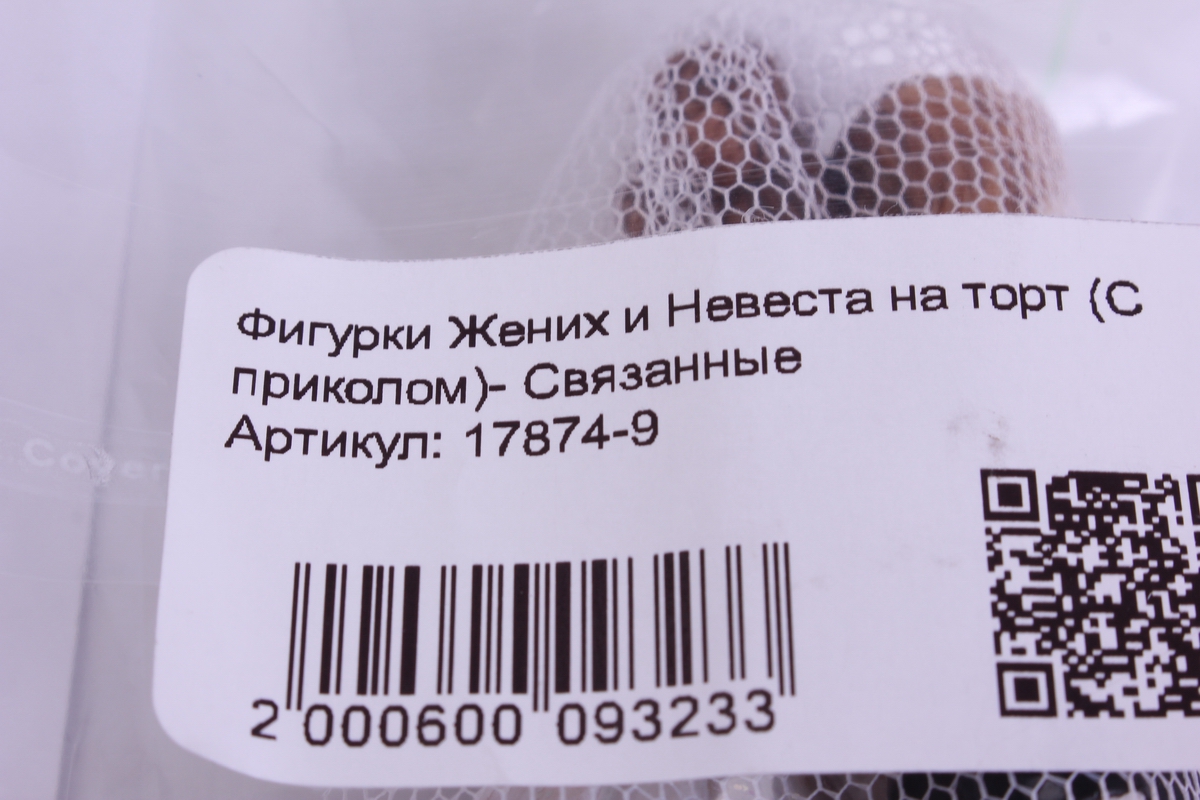 Фигурки Жених и Невеста на торт (С
приколом)- Связанные
Артикул: 17874-9
2 000600 093233